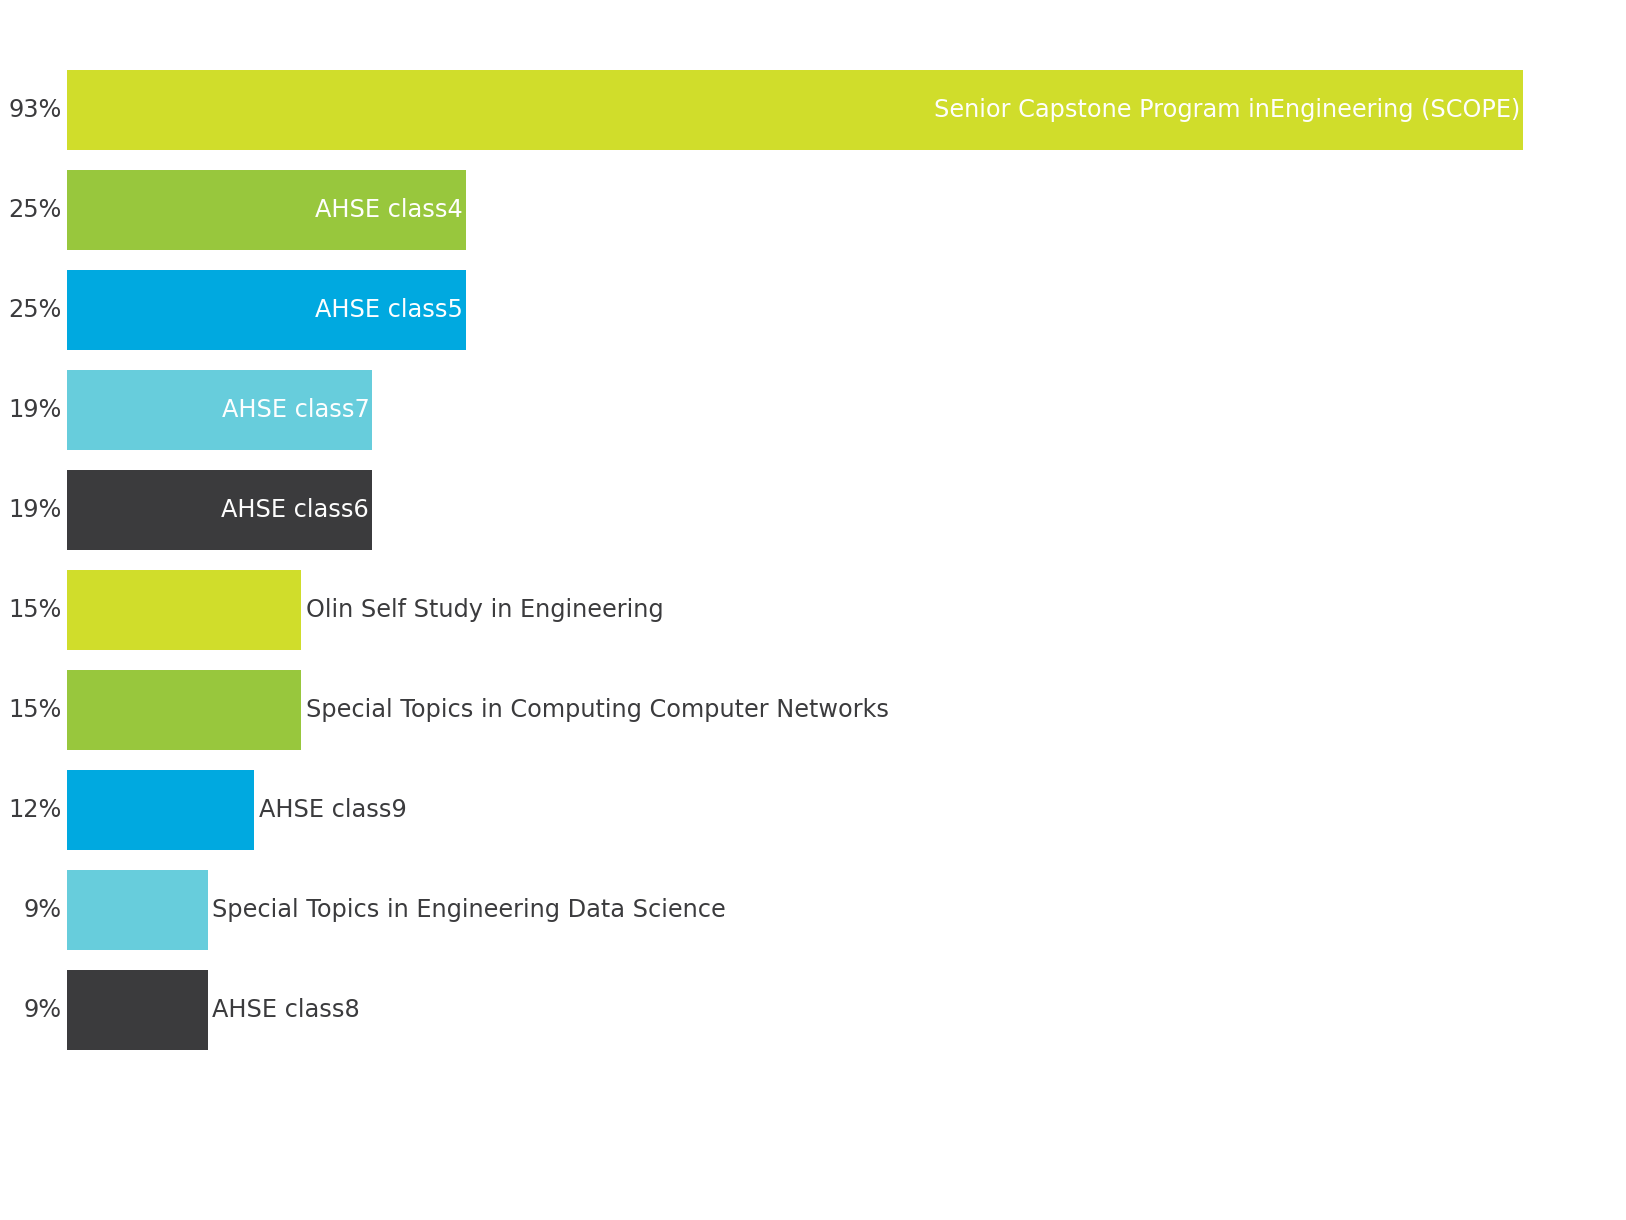 93% Senior Capstone Program inEngineering (SCOPE)
25% AHSE class4
25% AHSE class5
19% AHSE class7
19% AHSE class6
15% Olin Self Study in Engineering
15% Special Topics in Computing Computer Networks
12% AHSE class9
9% Special Topics in Engineering Data Science
9% AHSE class8